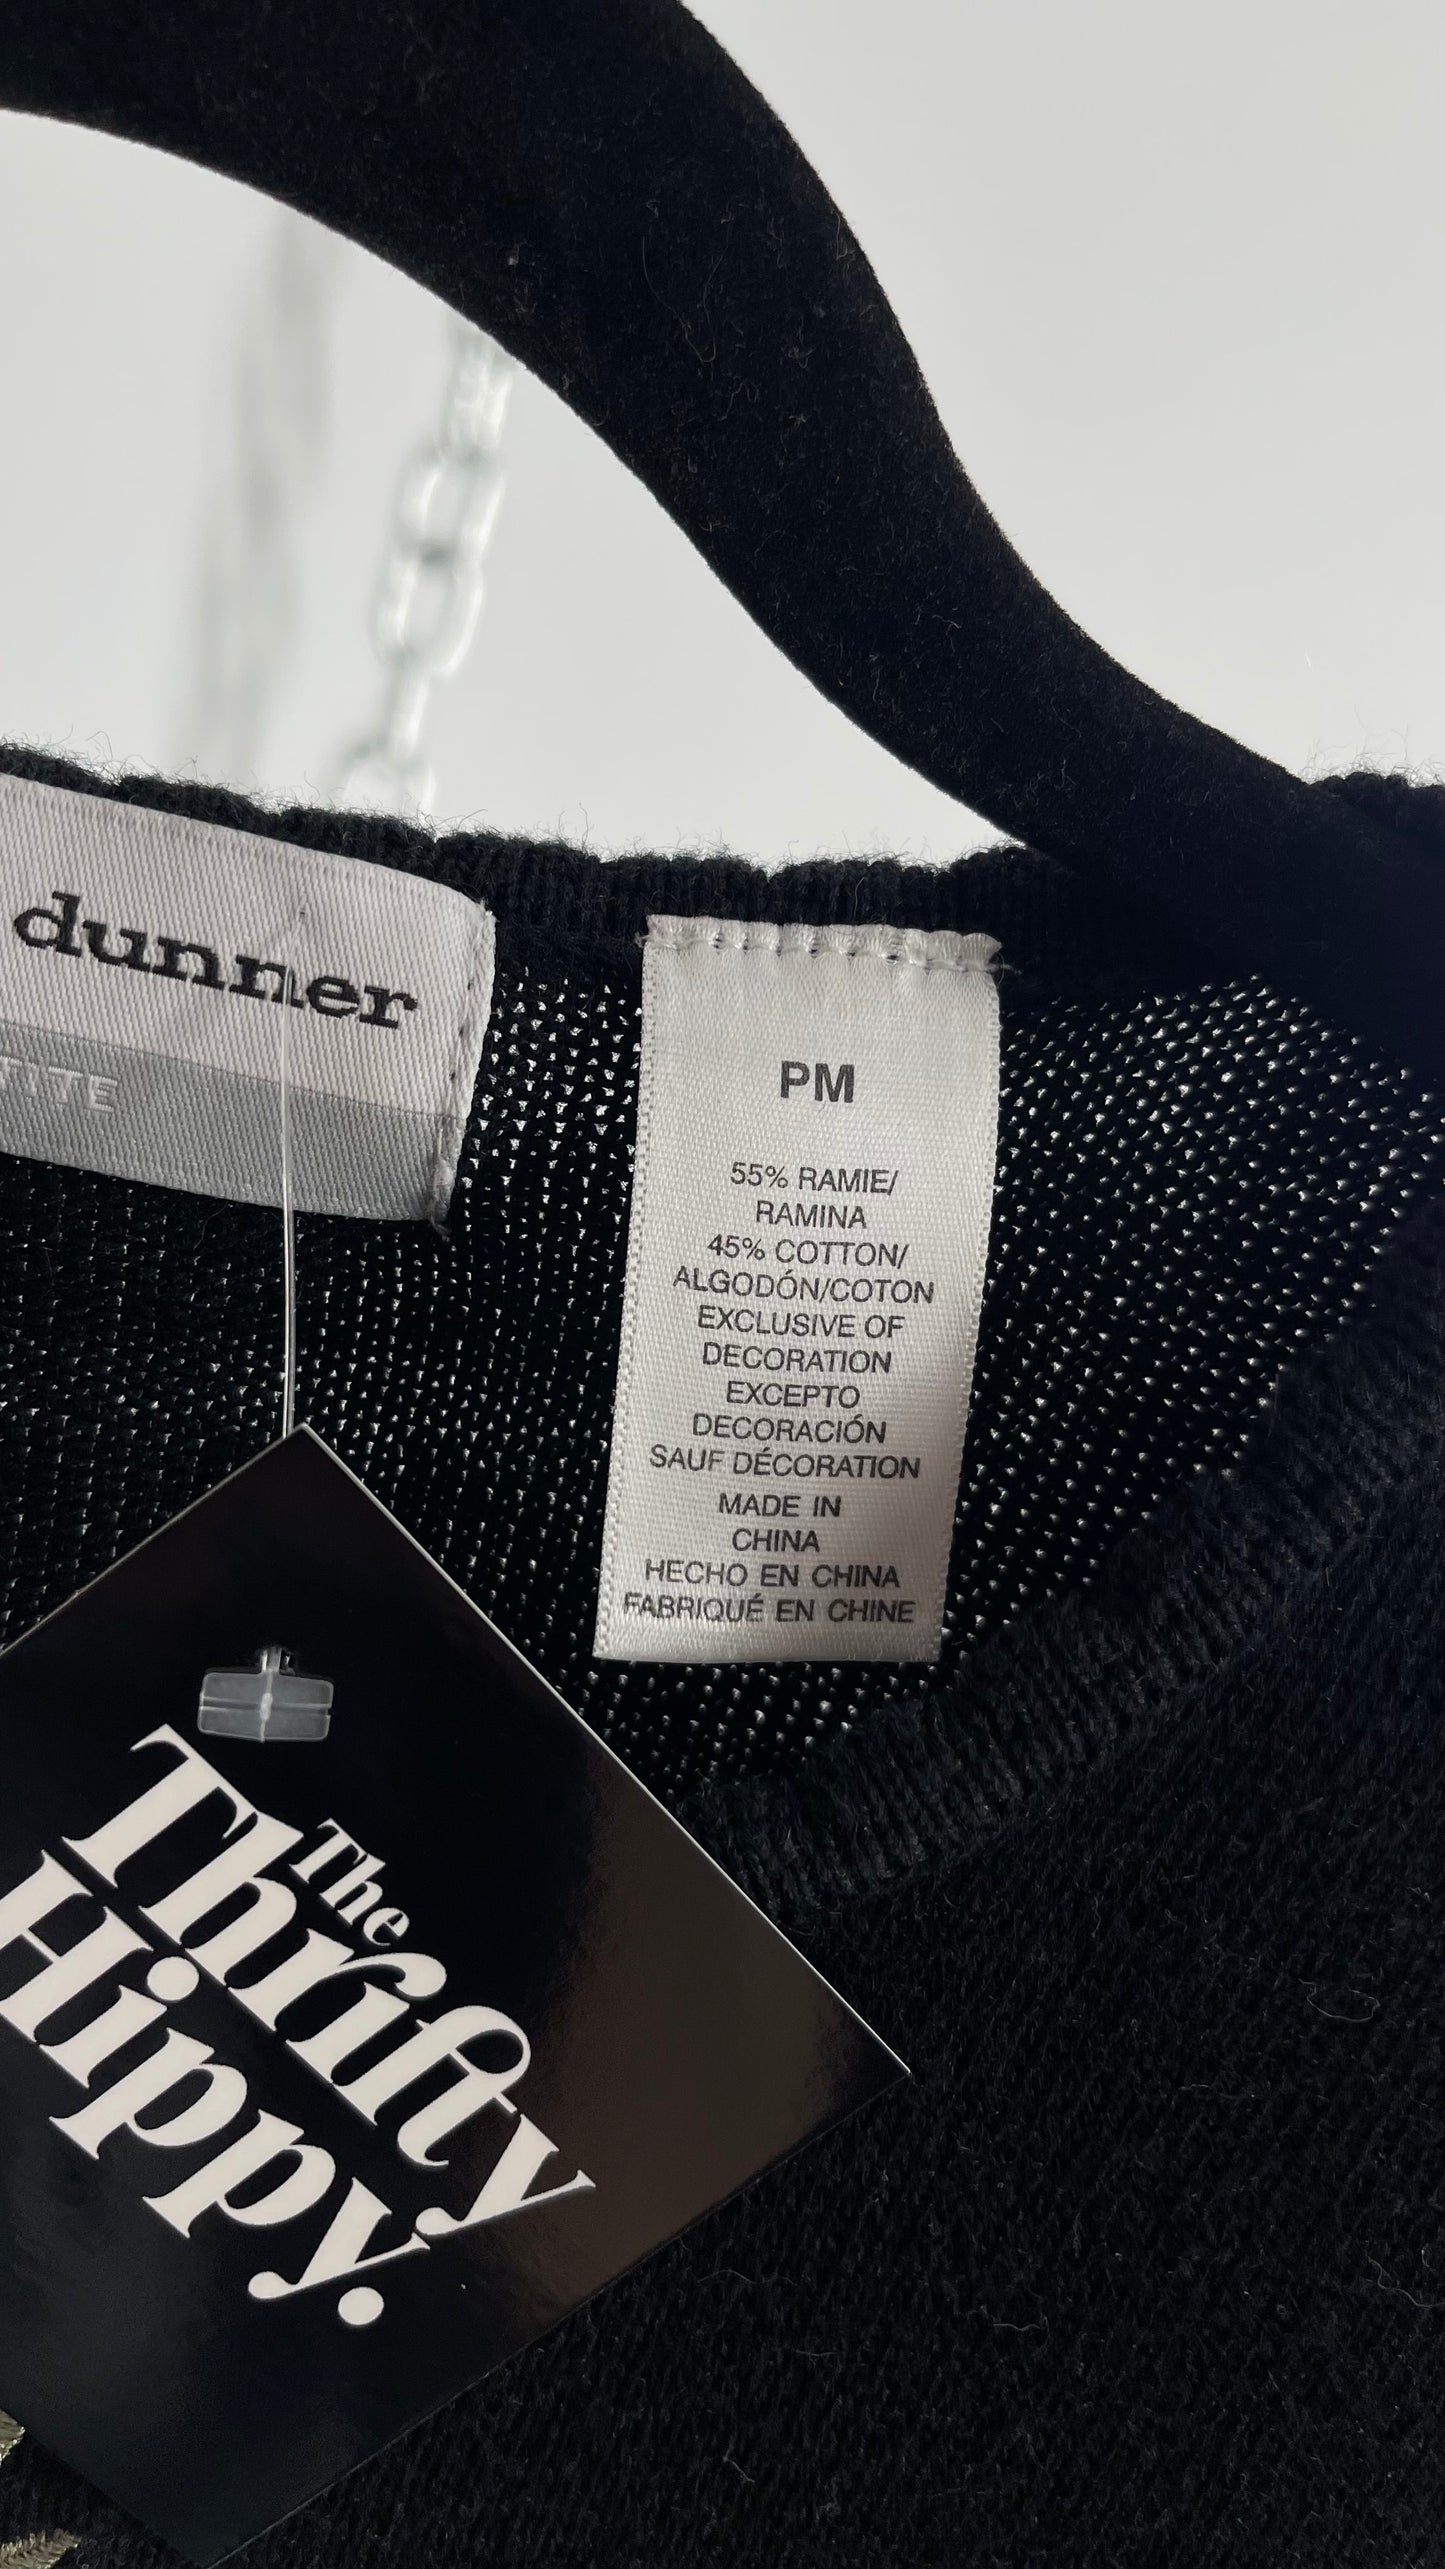 dunner
TITE
PM
55% RAMIE/
RAMINA
45% COTTON/
ALGODÓN/COTON
EXCLUSIVE OF
DECORATION
EXCEPTO
DECORACIÓN
SAUF DÉCORATION
MADE IN
CHINA
HECHO EN CHINA
FABRIQUÉ EN CHINE
The
Thrifty
Hippy.